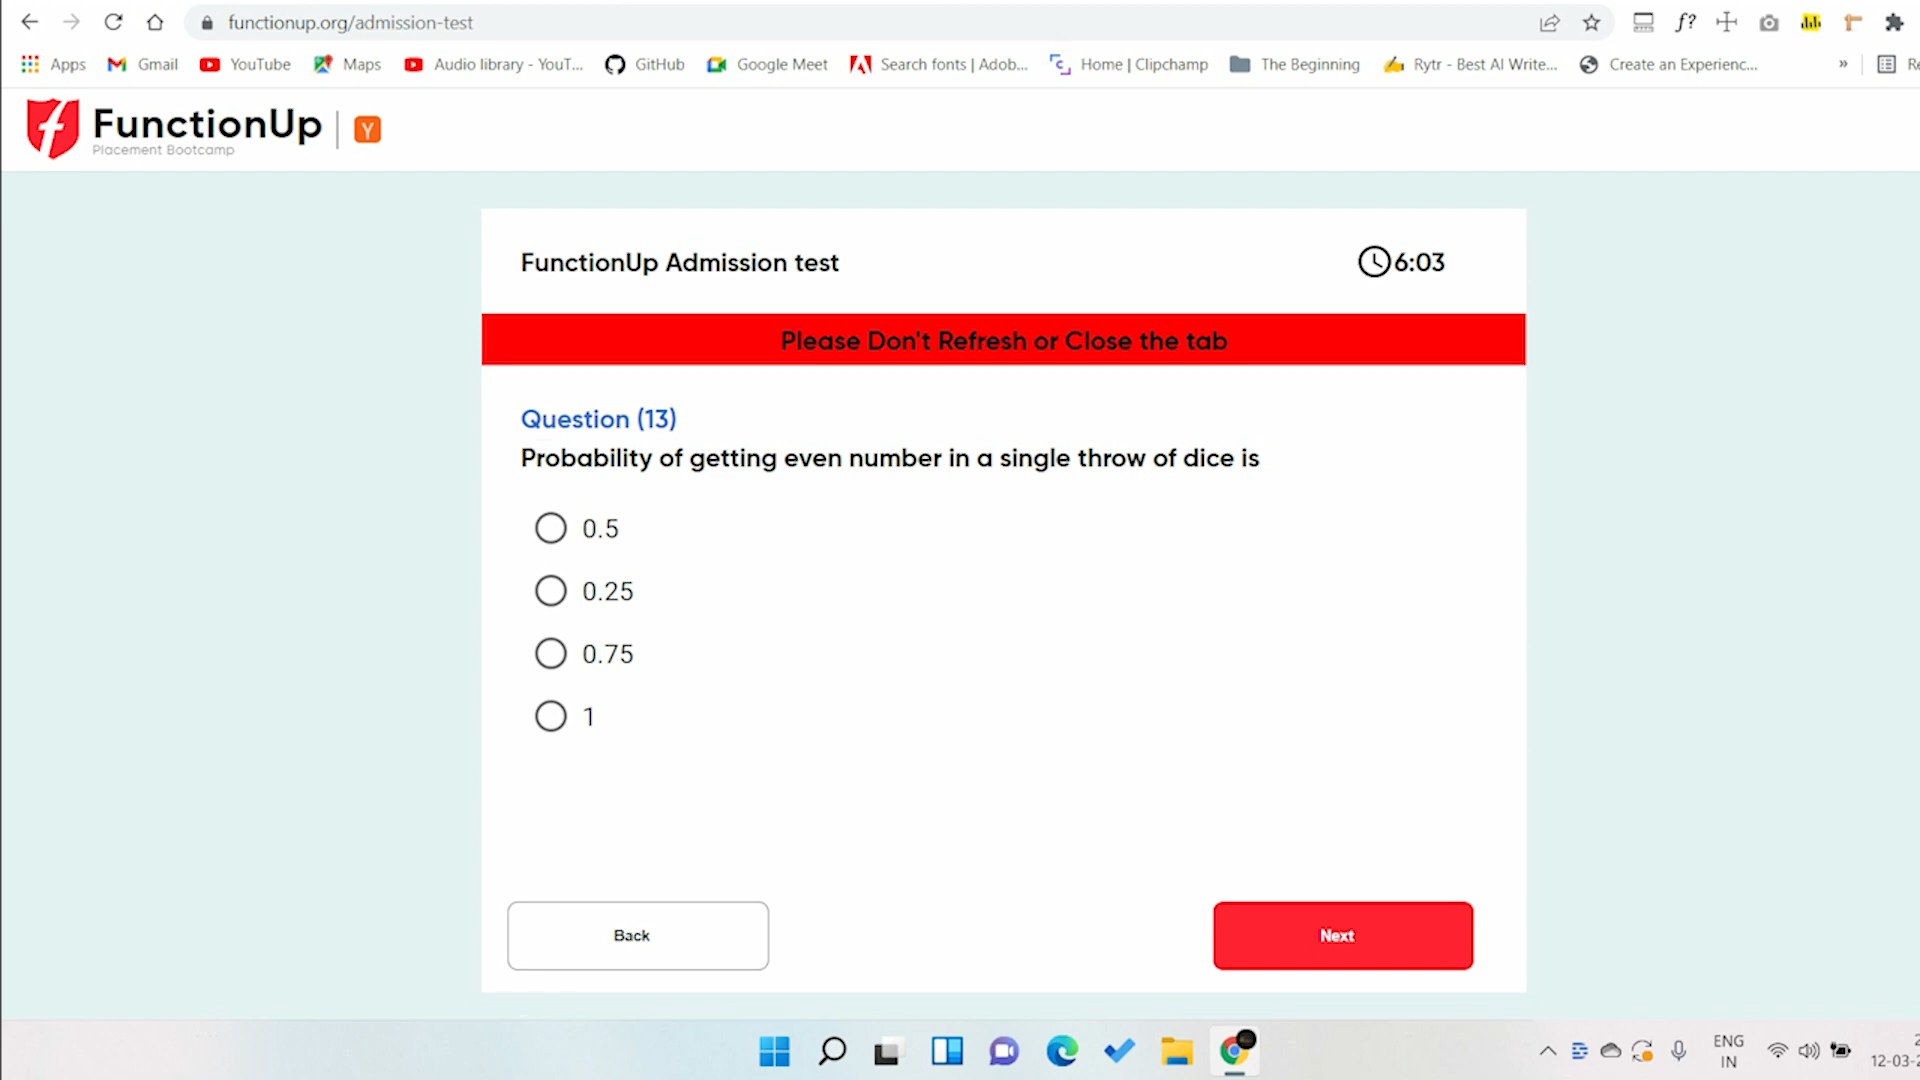 functionup.org/admission-test
f?
Apps Gmail YouTube Maps Audio library - YouT... GitHub Google Meet Search fonts | Adob... Home | Clipchamp The Beginning Rytr - Best AI Write... Create an Experienc... »
FunctionUp Y
Placement Bootcamp
FunctionUp Admission test 6:03
Please Don't Refresh or Close the tab
Question (13)
Probability of getting even number in a single throw of dice is
0.5
0.25
0.75
1
Back Next
ENG
IN
12-03-